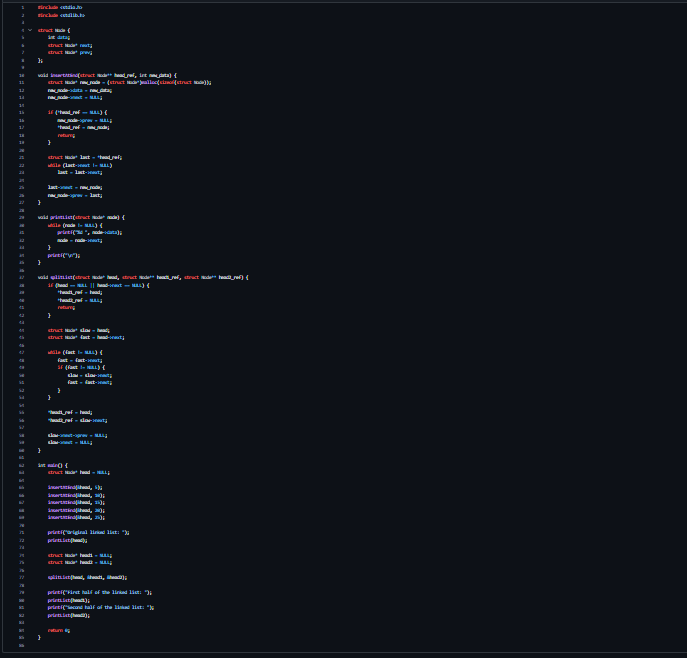 1 #include <stdio.h>
2 #include <stdlib.h>
3
4 struct Node {
5 int data;
6 struct Node* next;
7 struct Node* prev;
8 };
9
10 void insertAtEnd(struct Node** head_ref, int new_data) {
11 struct Node* new_node = (struct Node*)malloc(sizeof(struct Node));
12 new_node->data = new_data;
13 new_node->next = NULL;
14
15 if (*head_ref == NULL) {
16 new_node->prev = NULL;
17 *head_ref = new_node;
18 return;
19 }
20
21 struct Node* last = *head_ref;
22 while (last->next != NULL)
23 last = last->next;
24
25 last->next = new_node;
26 new_node->prev = last;
27 }
28
29 void printList(struct Node* node) {
30 while (node != NULL) {
31 printf("%d ", node->data);
32 node = node->next;
33 }
34 printf("\n");
35 }
36
37 void splitList(struct Node* head, struct Node** head1_ref, struct Node** head2_ref) {
38 if (head == NULL || head->next == NULL) {
39 *head1_ref = head;
40 *head2_ref = NULL;
41 return;
42 }
43
44 struct Node* slow = head;
45 struct Node* fast = head->next;
46
47 while (fast != NULL) {
48 fast = fast->next;
49 if (fast != NULL) {
50 slow = slow->next;
51 fast = fast->next;
52 }
53 }
54
55 *head1_ref = head;
56 *head2_ref = slow->next;
57
58 slow->next->prev = NULL;
59 slow->next = NULL;
60 }
61
62 int main() {
63 struct Node* head = NULL;
64
65 insertAtEnd(&head, 5);
66 insertAtEnd(&head, 10);
67 insertAtEnd(&head, 15);
68 insertAtEnd(&head, 20);
69 insertAtEnd(&head, 25);
70
71 printf("Original linked list: ");
72 printList(head);
73
74 struct Node* head1 = NULL;
75 struct Node* head2 = NULL;
76
77 splitList(head, &head1, &head2);
78
79 printf("First half of the linked list: ");
80 printList(head1);
81 printf("Second half of the linked list: ");
82 printList(head2);
83
84 return 0;
85 }
86